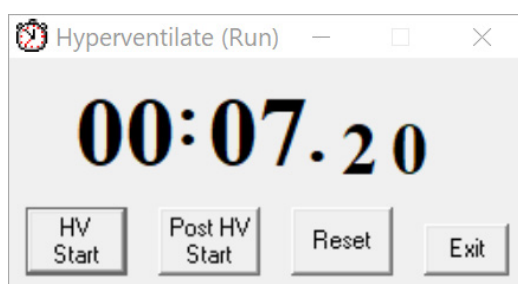 Hyperventilate (Run)
00:07.20
HV
Start
Post HV
Start
Reset
Exit